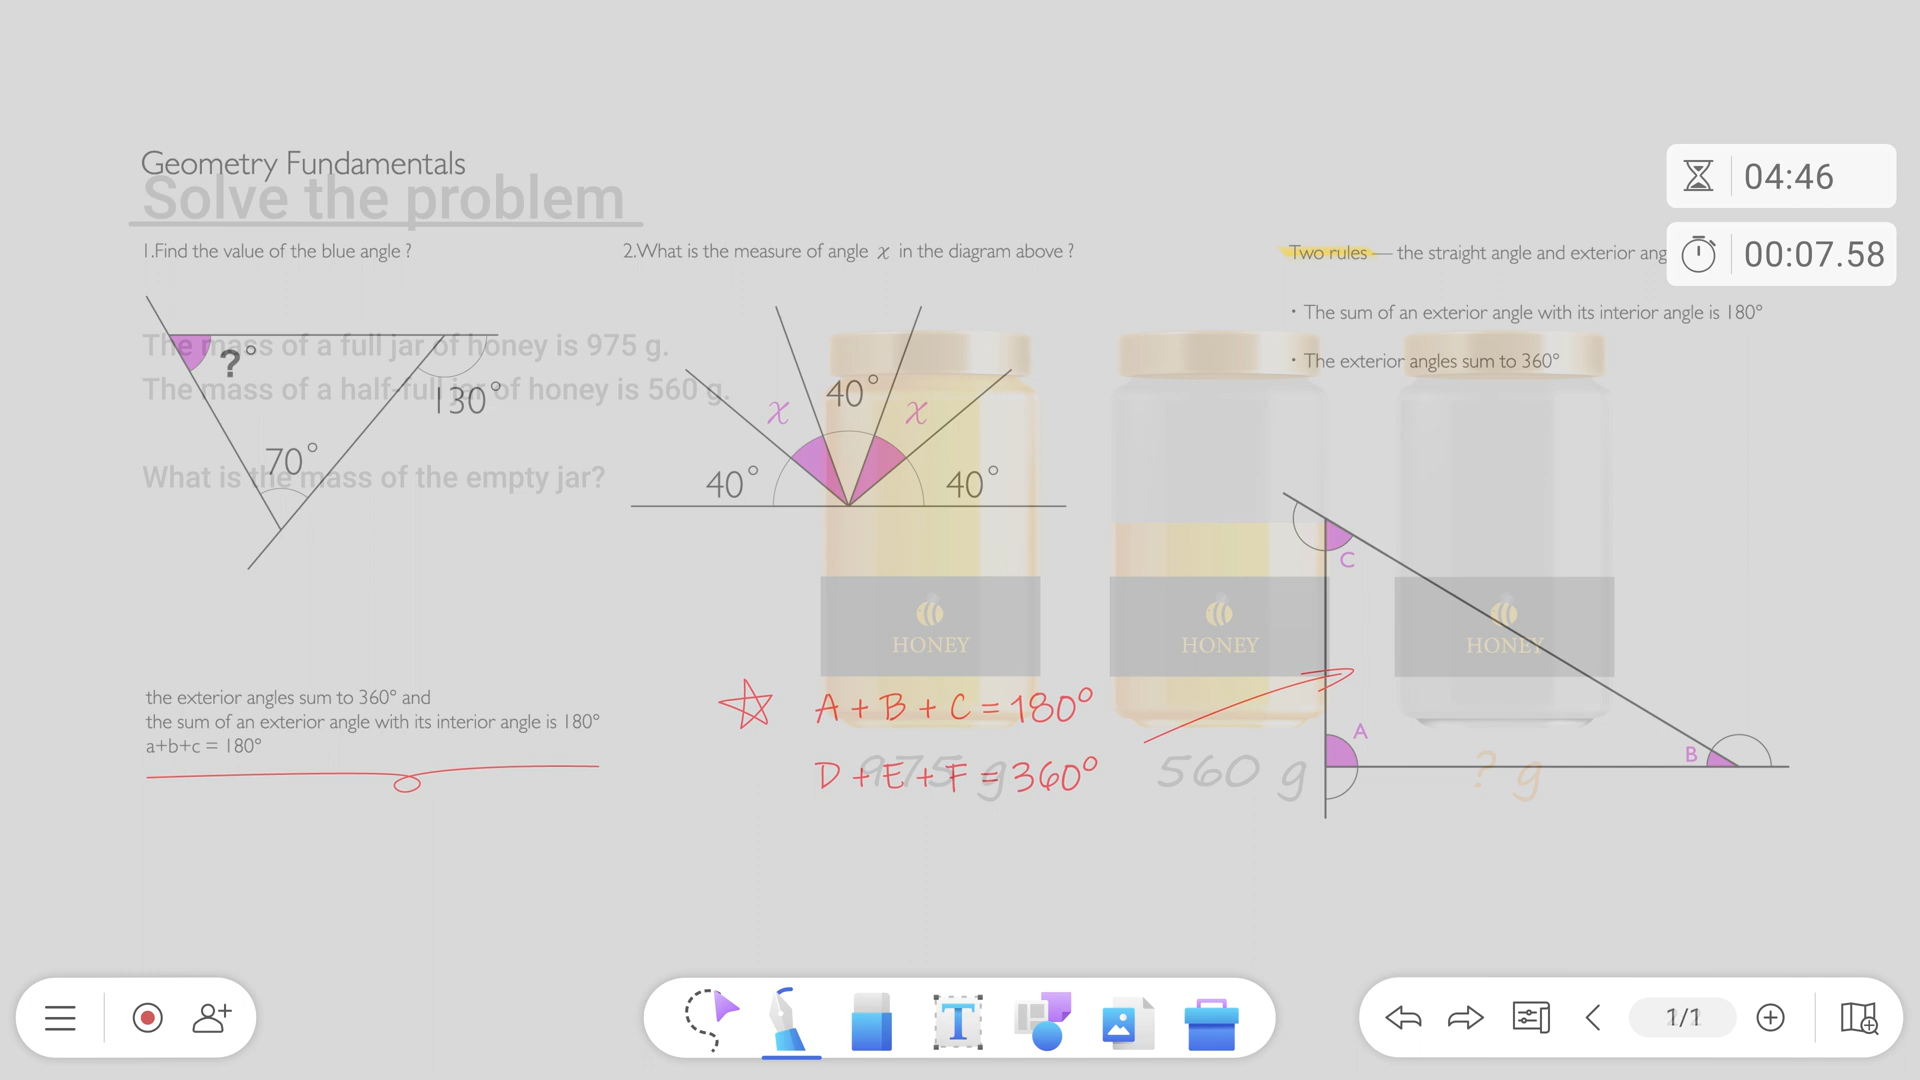 Geometry Fundamentals
Solve the problem
1.Find the value of the blue angle ?
2.What is the measure of angle x in the diagram above ?
Two rules — the straight angle and exterior ang
• The sum of an exterior angle with its interior angle is 180°
• The exterior angles sum to 360°
04:46
00:07.58
The mass of a full jar of honey is 975 g.
The mass of a half-full jar of honey is 560 g.
What is the mass of the empty jar?
?°
130°
70°
x
40°
x
40°
40°
C
A
B
HONEY
HONEY
HONEY
975 g
560 g
? g
the exterior angles sum to 360° and
the sum of an exterior angle with its interior angle is 180°
a+b+c = 180°
A + B + C = 180°
D + E + F = 360°
T
1/1